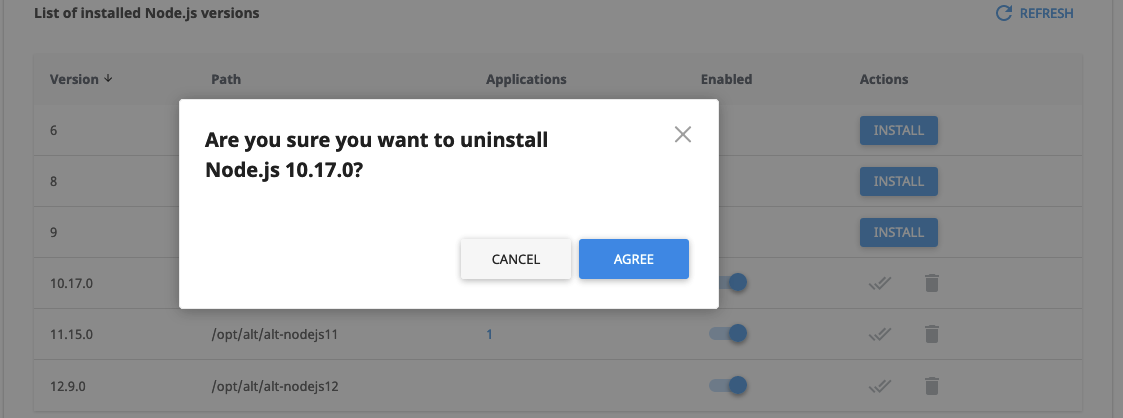 List of installed Node.js versions
REFRESH
Version Path Applications Enabled Actions
6 INSTALL
Are you sure you want to uninstall
Node.js 10.17.0?
8 INSTALL
9 INSTALL
CANCEL AGREE
10.17.0
11.15.0 /opt/alt/alt-nodejs11 1
12.9.0 /opt/alt/alt-nodejs12